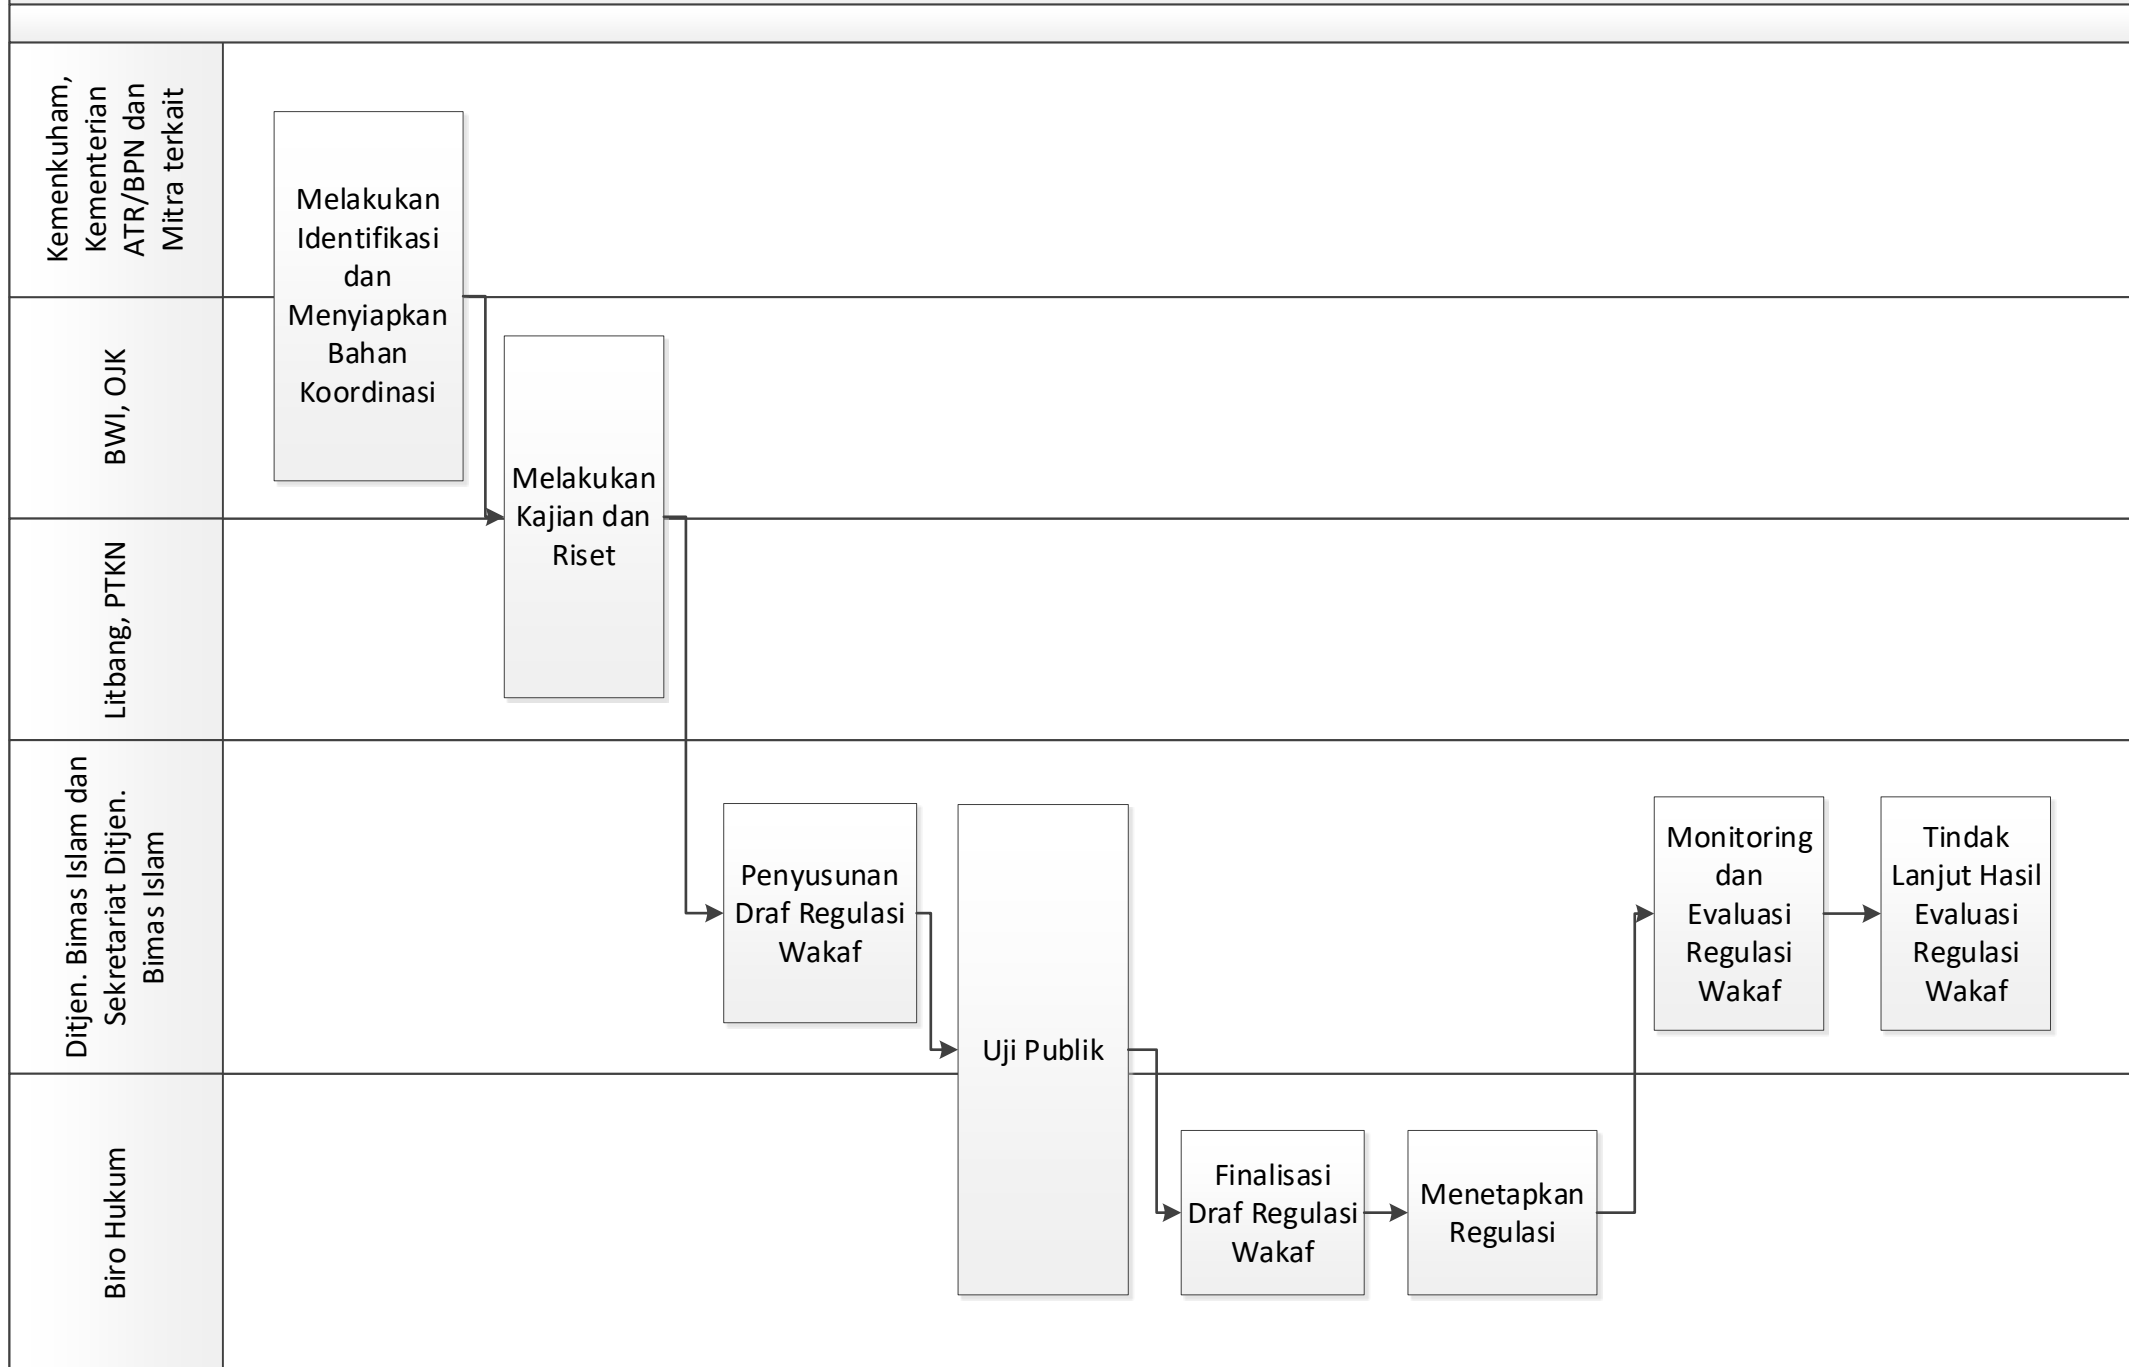 Kemenkuham,
Kementerian
ATR/BPN dan
Mitra terkait
Melakukan
Identifikasi
dan
Menyiapkan
Bahan
Koordinasi
BWI, OJK
Melakukan
Kajian dan
Riset
Litbang, PTKN
Ditjen. Bimas Islam dan
Sekretariat Ditjen.
Bimas Islam
Penyusunan
Draf Regulasi
Wakaf
Uji Publik
Monitoring
dan
Evaluasi
Regulasi
Wakaf
Tindak
Lanjut Hasil
Evaluasi
Regulasi
Wakaf
Biro Hukum
Finalisasi
Draf Regulasi
Wakaf
Menetapkan
Regulasi